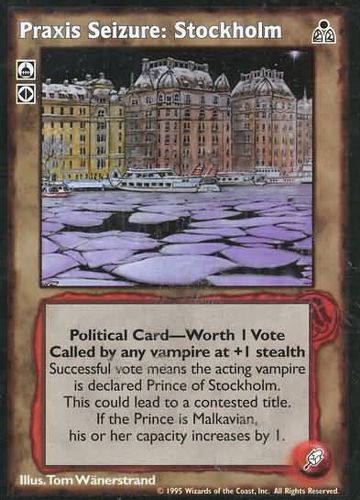 Praxis Seizure: Stockholm
Political Card—Worth 1 Vote
Called by any vampire at +1 stealth
Successful vote means the acting vampire
is declared Prince of Stockholm.
This could lead to a contested title.
If the Prince is Malkavian,
his or her capacity increases by 1.
Illus. Tom Wänerstrand
© 1995 Wizards of the Coast, Inc. All Rights Reserved.